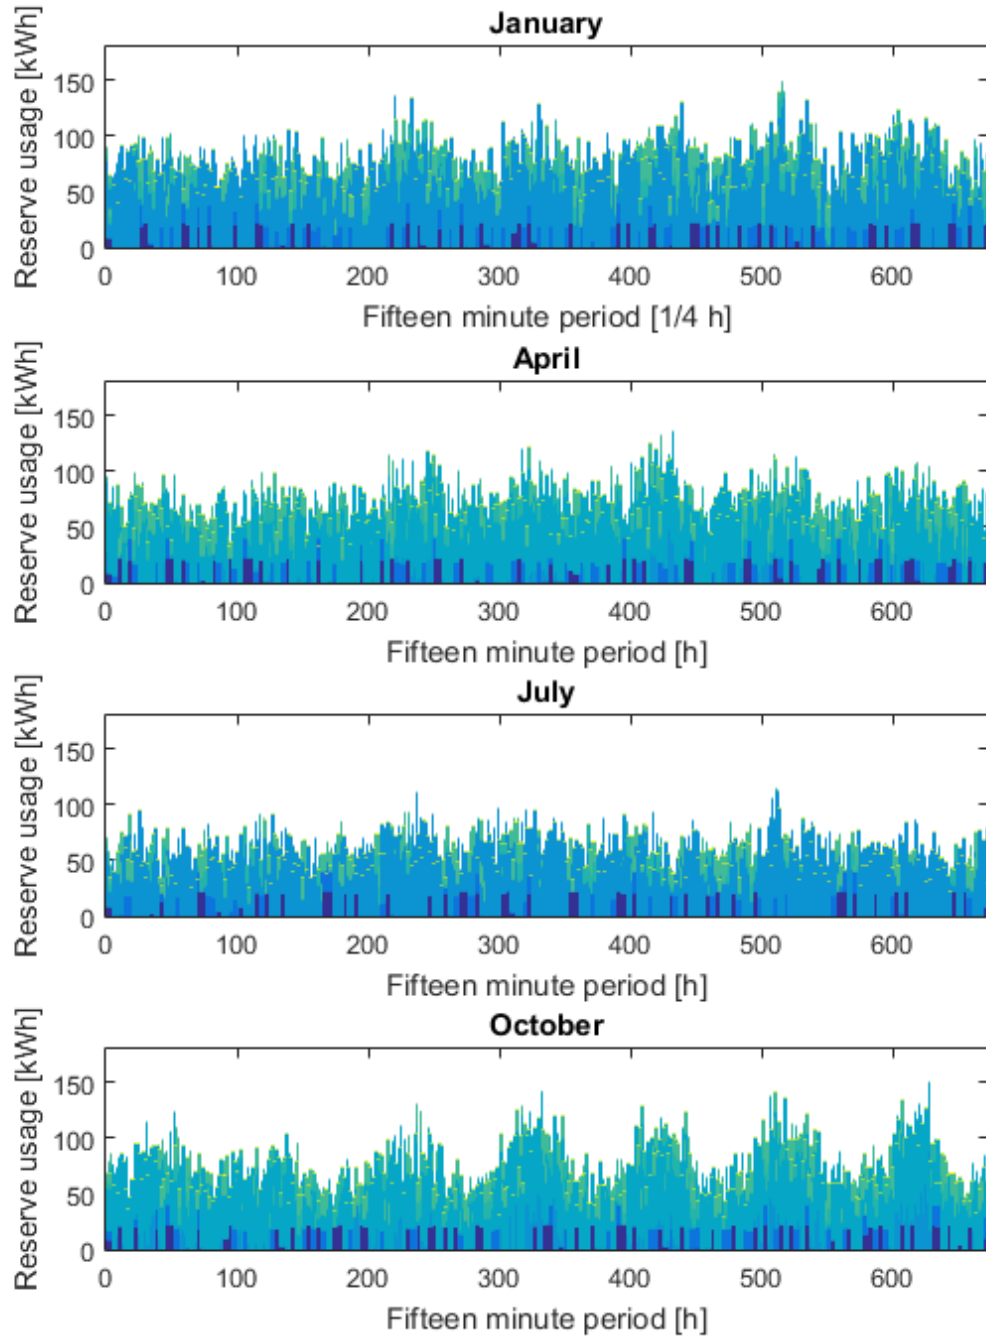 January
Reserve usage [kWh]
150
100
50
0
0 100 200 300 400 500 600
Fifteen minute period [1/4 h]
April
Reserve usage [kWh]
150
100
50
0
0 100 200 300 400 500 600
Fifteen minute period [h]
July
Reserve usage [kWh]
150
100
50
0
0 100 200 300 400 500 600
Fifteen minute period [h]
October
Reserve usage [kWh]
150
100
50
0
0 100 200 300 400 500 600
Fifteen minute period [h]